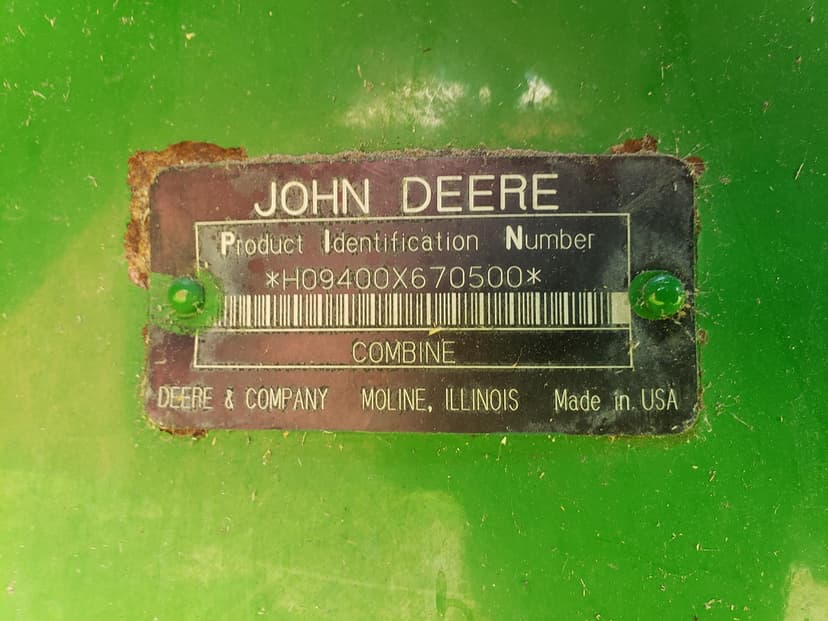 JOHN DEERE
Product Identification Number
*H09400X670500*
COMBINE
DEERE & COMPANY MOLINE, ILLINOIS Made in USA